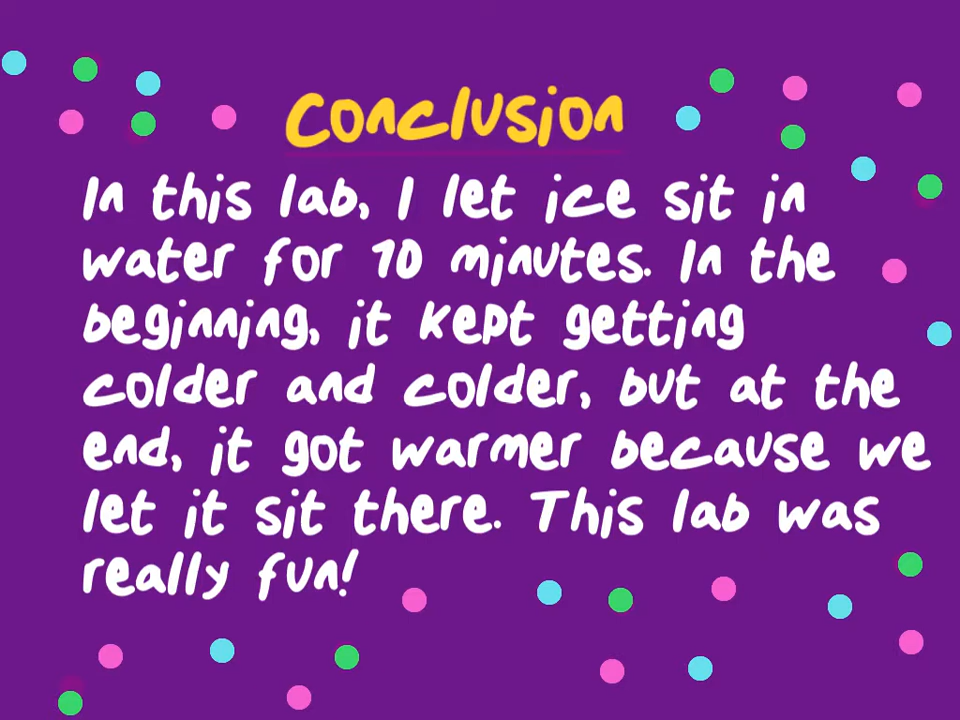 Conclusion
In this lab, I let ice sit in
water for 10 minutes. In the
beginning, it kept getting
colder and colder, but at the
end, it got warmer because we
let it sit there. This lab was
really fun!